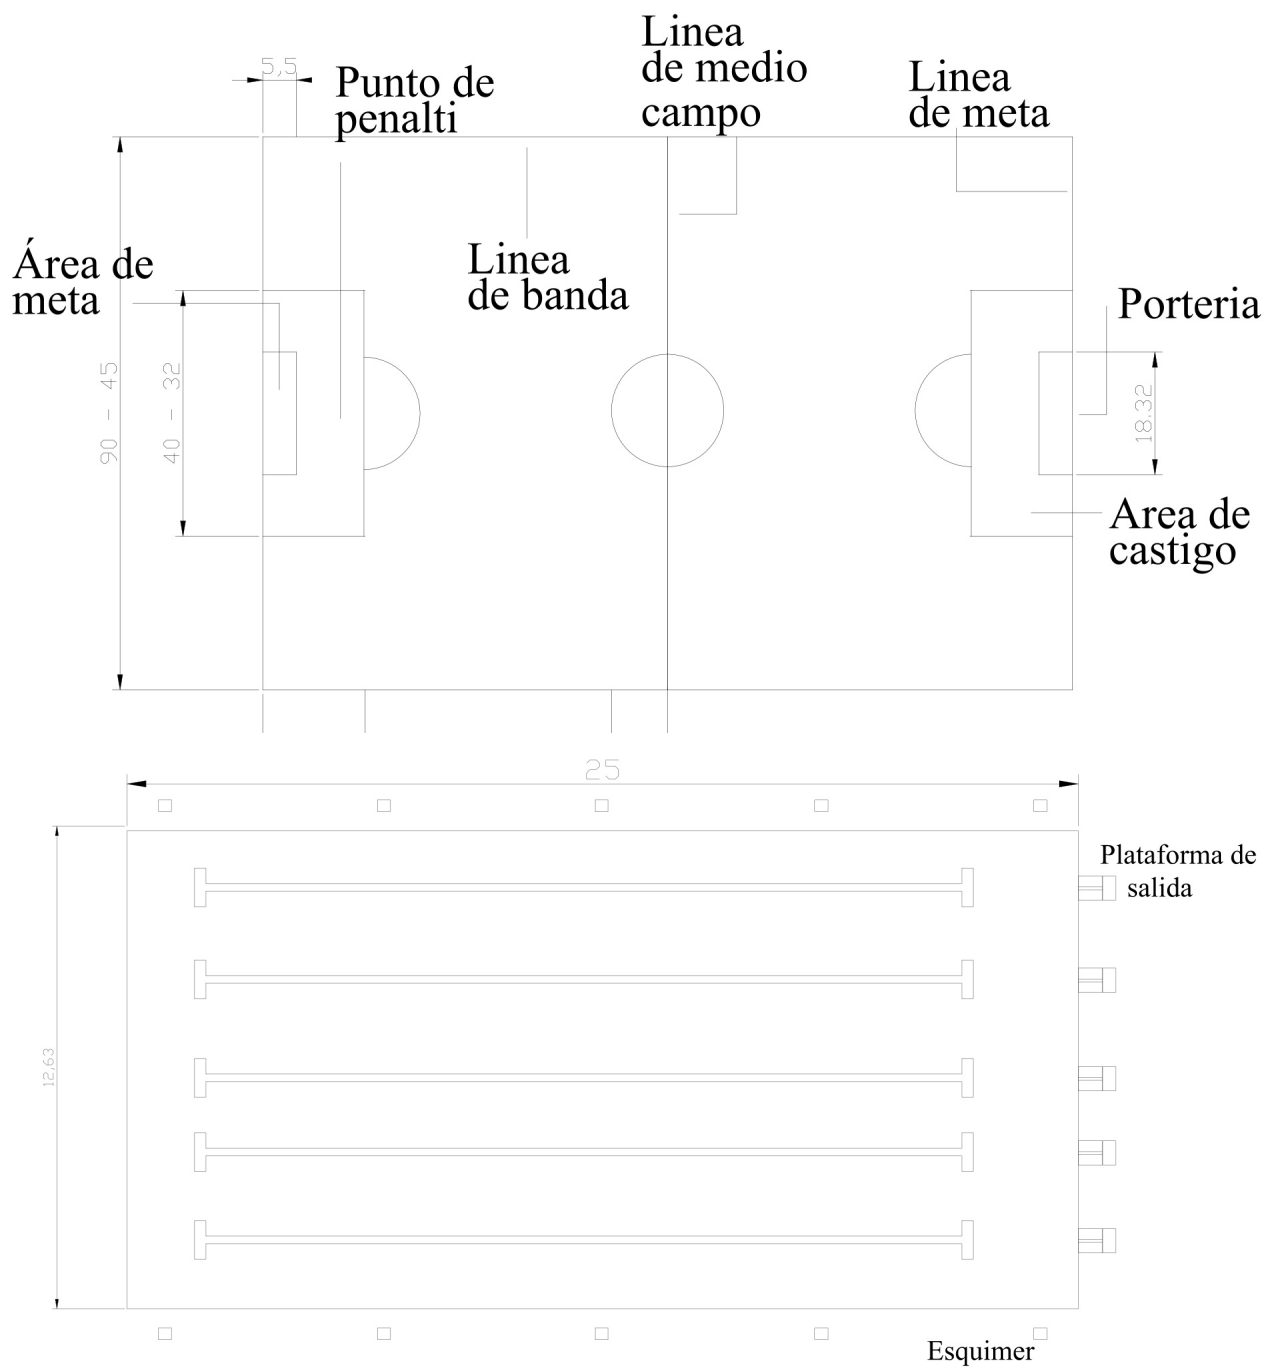 Linea
de medio
campo
5,5
Punto de
penalti
Linea
de meta
Área de
meta
Linea
de banda
Porteria
90 - 45
40 - 32
18.32
Area de
castigo
25
Plataforma de
salida
12,63
Esquimer